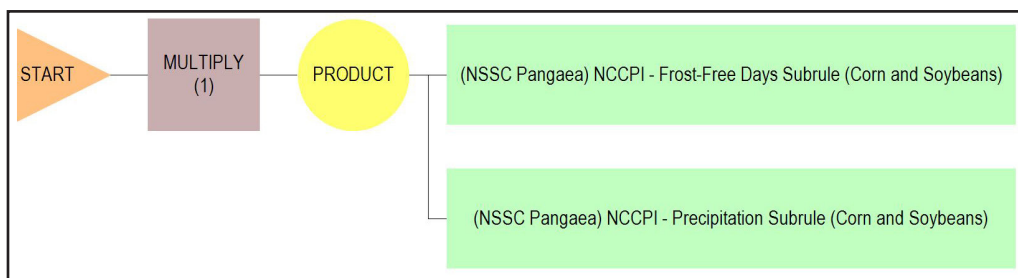 START
MULTIPLY
(1)
PRODUCT
(NSSC Pangaea) NCCPI - Frost-Free Days Subrule (Corn and Soybeans)
(NSSC Pangaea) NCCPI - Precipitation Subrule (Corn and Soybeans)